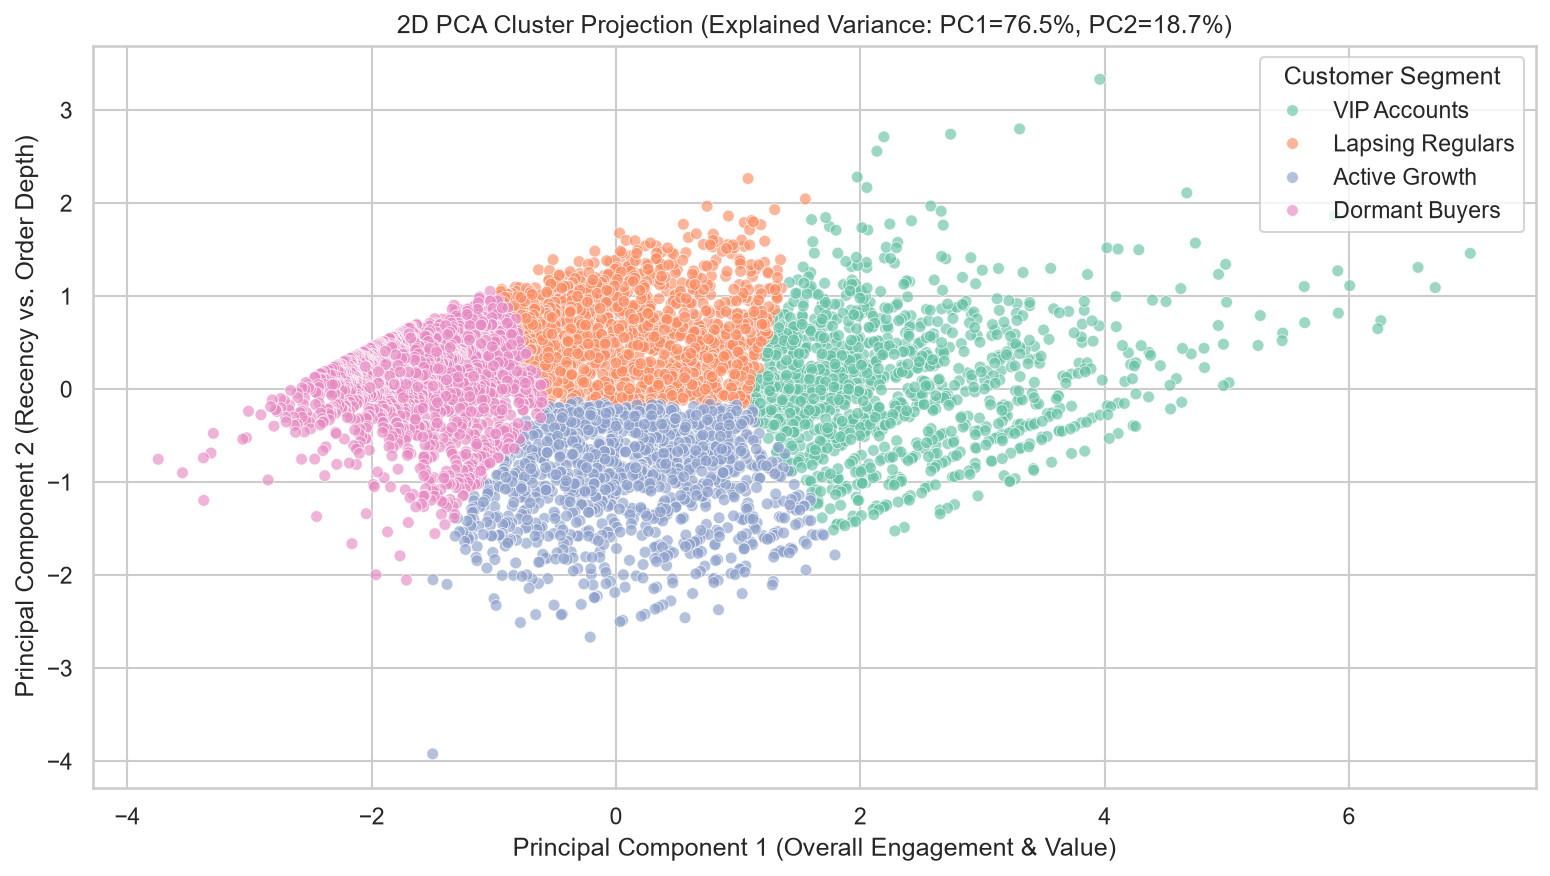 2D PCA Cluster Projection (Explained Variance: PC1=76.5%, PC2=18.7%)
Customer Segment
VIP Accounts
Lapsing Regulars
Active Growth
Dormant Buyers
Principal Component 2 (Recency vs. Order Depth)
3
2
1
0
−1
−2
−3
−4
−4
−2
0
2
4
6
Principal Component 1 (Overall Engagement & Value)